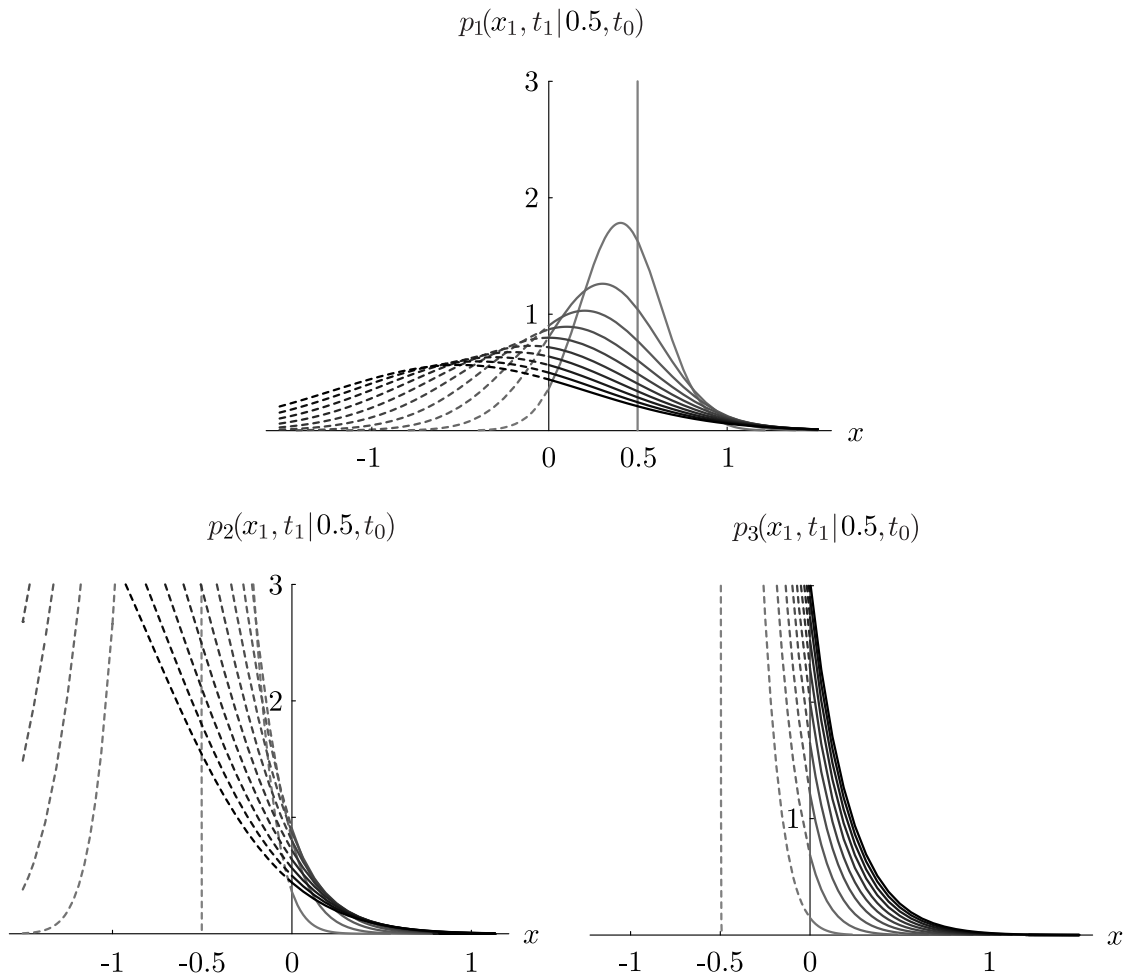 p₁(x₁, t₁|0.5, t₀)
3
2
1
-1 0 0.5 1 x
p₂(x₁, t₁|0.5, t₀)
3
2
-1 -0.5 0 1 x
p₃(x₁, t₁|0.5, t₀)
1
-1 -0.5 0 1 x